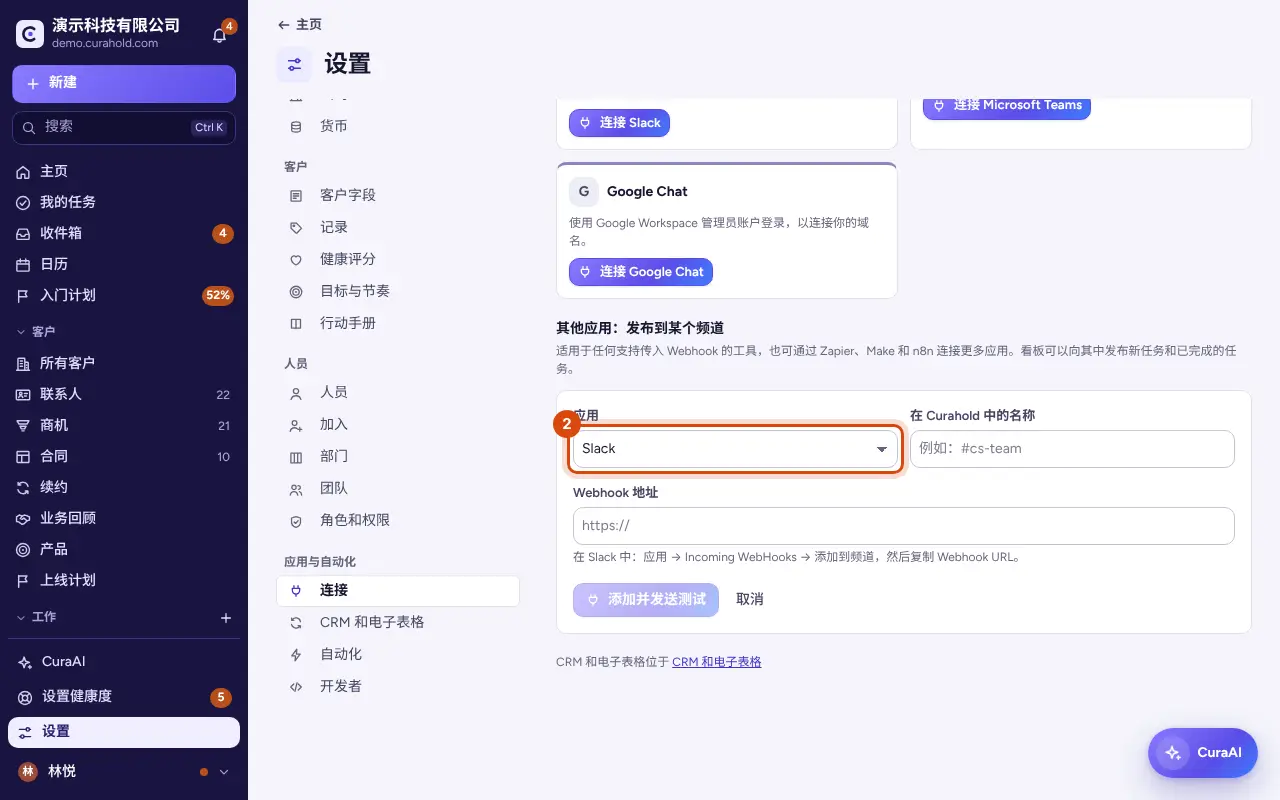 演示科技有限公司
demo.curahold.com
4
新建
搜索
Ctrl K
主页
我的任务
收件箱
4
日历
入门计划
52%
客户
所有客户
联系人
22
商机
21
合同
10
续约
业务回顾
产品
上线计划
工作
CuraAI
设置健康度
5
设置
林
林悦
主页
设置
货币
客户
客户字段
记录
健康评分
目标与节奏
行动手册
人员
人员
加入
部门
团队
角色和权限
应用与自动化
连接
CRM 和电子表格
自动化
开发者
连接 Slack
连接 Microsoft Teams
G
Google Chat
使用 Google Workspace 管理员账户登录，以连接你的域
名。
连接 Google Chat
其他应用：发布到某个频道
适用于任何支持传入 Webhook 的工具，也可通过 Zapier、Make 和 n8n 连接更多应用。看板可以向其中发布新任务和已完成的任
务。
2
应用
Slack
在 Curahold 中的名称
例如：#cs-team
Webhook 地址
https://
在 Slack 中：应用 → Incoming WebHooks → 添加到频道，然后复制 Webhook URL。
添加并发送测试
取消
CRM 和电子表格位于 CRM 和电子表格
CuraAI